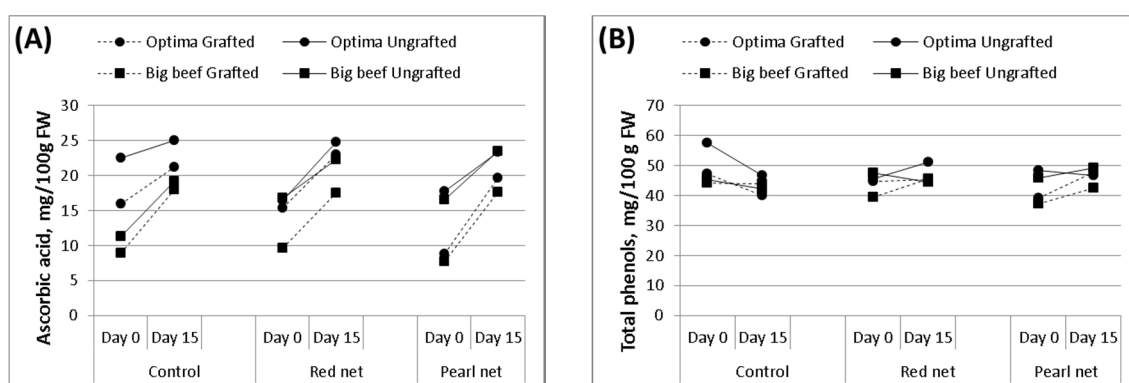 (A)
Optima Grafted
Optima Ungrafted
Big beef Grafted
Big beef Ungrafted
Ascorbic acid, mg/100g FW
30
25
20
15
10
5
0
Day 0 Day 15 Day 0 Day 15 Day 0 Day 15
Control Red net Pearl net
(B)
Optima Grafted
Optima Ungrafted
Big beef Grafted
Big beef Ungrafted
Total phenols, mg/100 g FW
70
60
50
40
30
20
10
0
Day 0 Day 15 Day 0 Day 15 Day 0 Day 15
Control Red net Pearl net